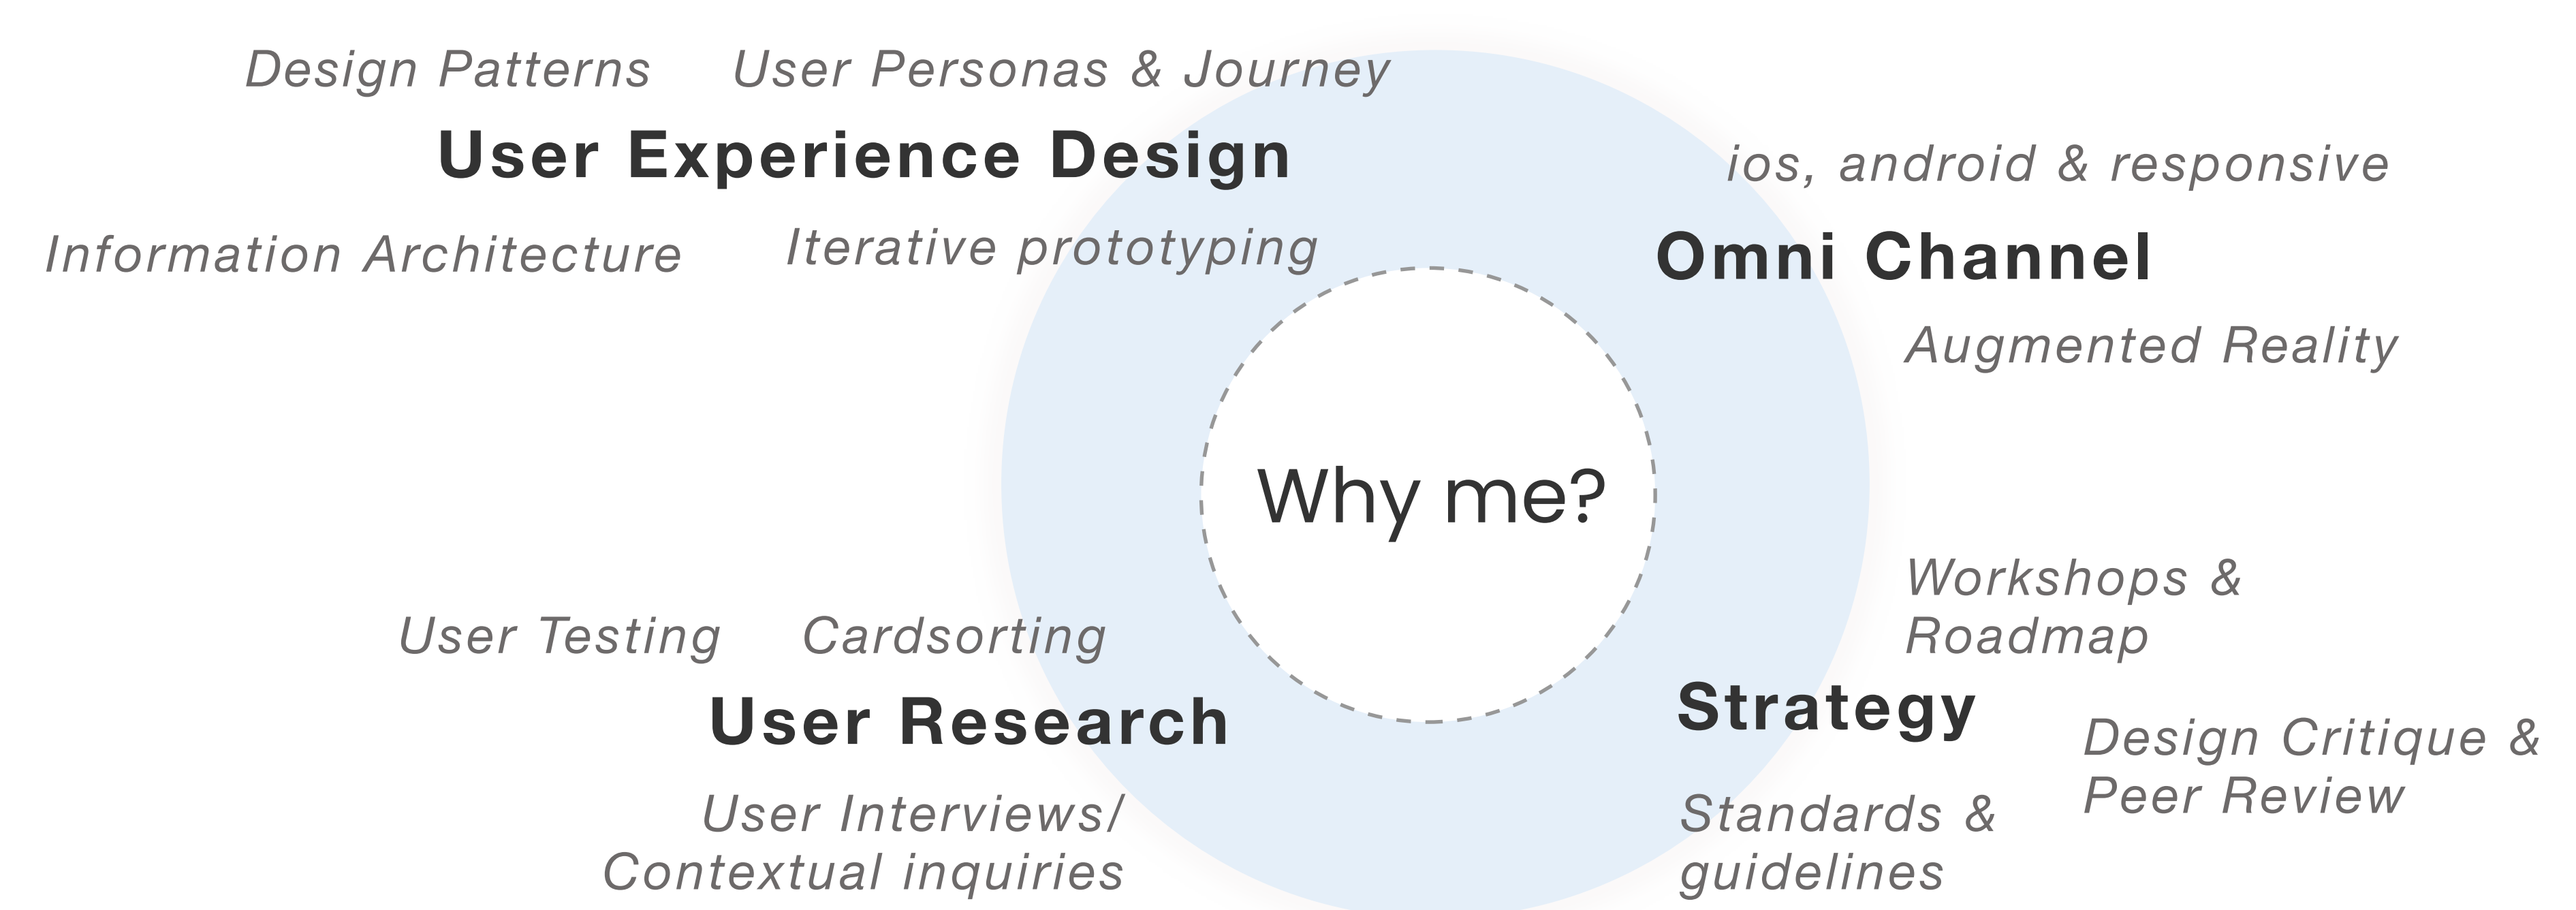 Design Patterns
User Personas & Journey
User Experience Design
Information Architecture
Iterative prototyping
ios, android & responsive
Omni Channel
Augmented Reality
Why me?
User Testing
Cardsorting
User Research
User Interviews/
Contextual inquiries
Workshops &
Roadmap
Strategy
Design Critique &
Peer Review
Standards &
guidelines